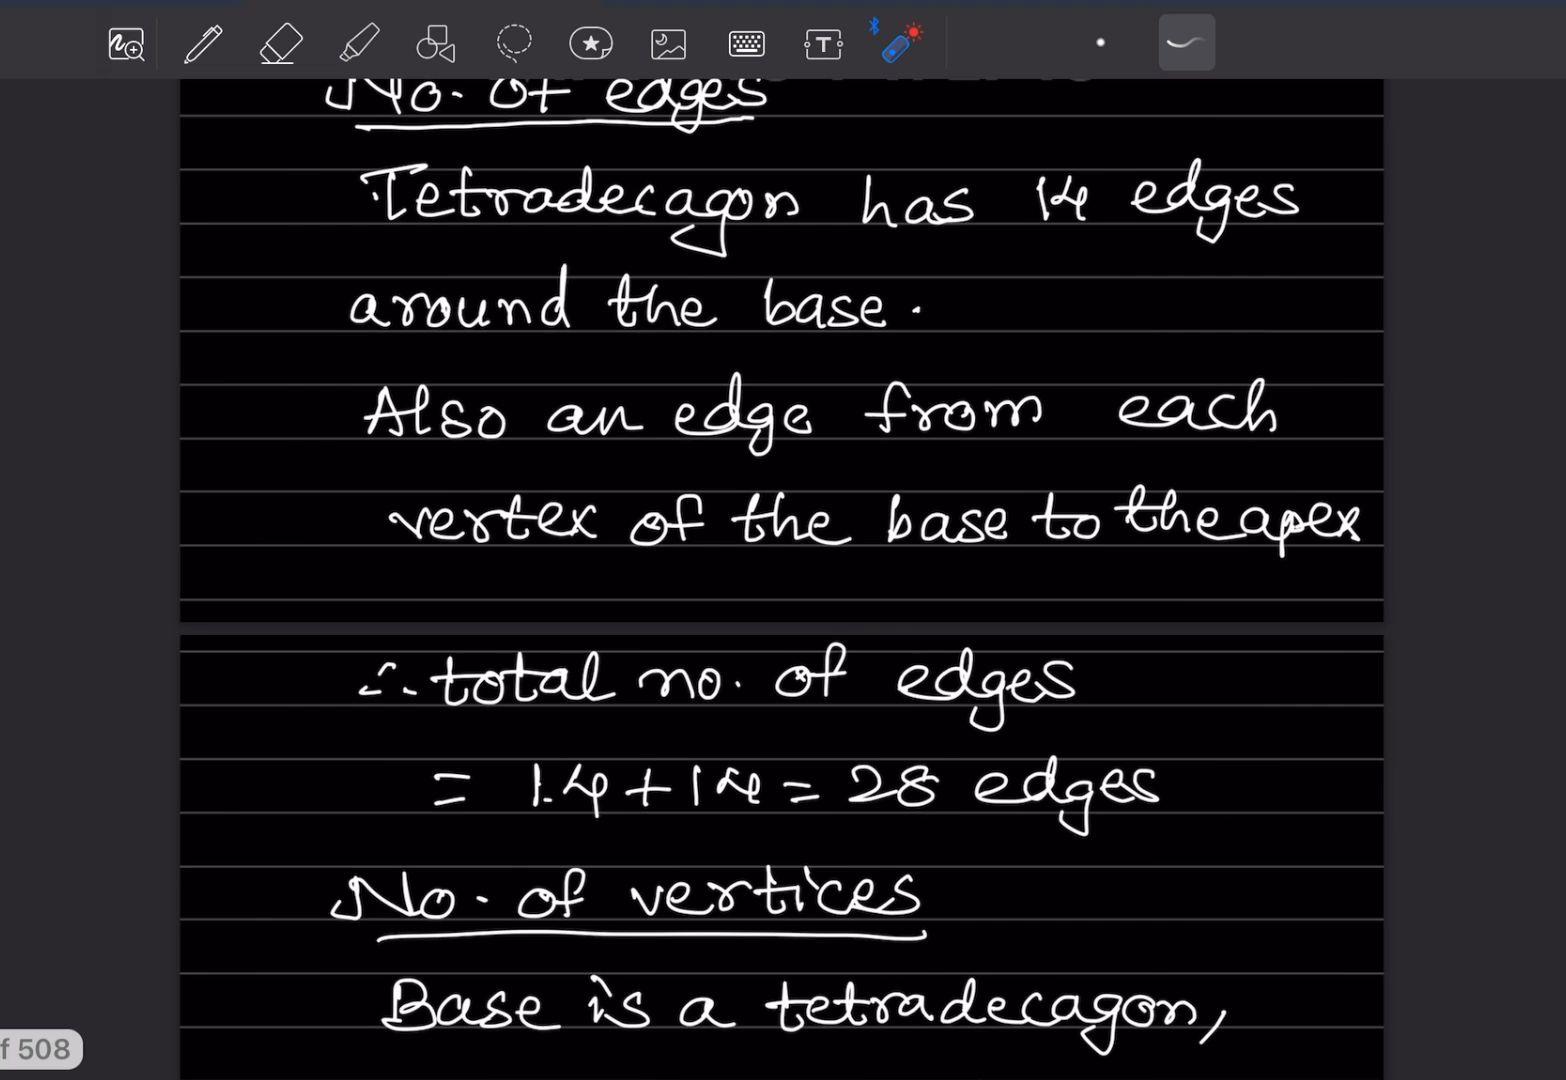 No. of edges
Tetradecagon has 14 edges
around the base.
Also an edge from each
vertex of the base to the apex
∴ total no. of edges
= 14 + 14 = 28 edges
No. of vertices
Base is a tetradecagon,
f 508